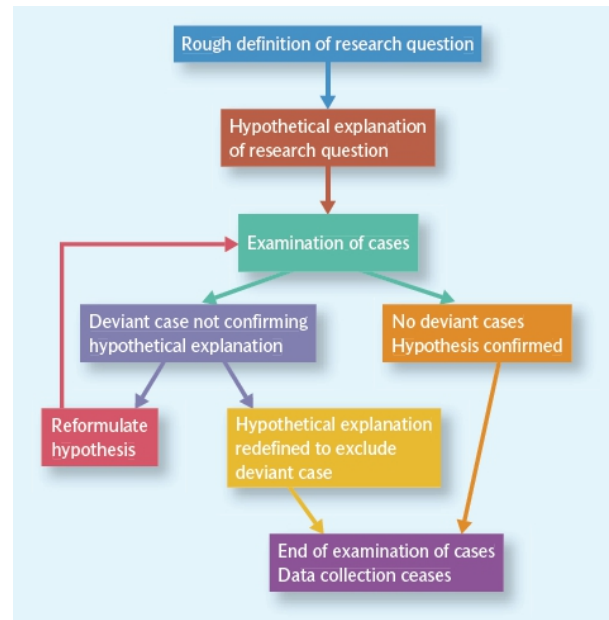 Rough definition of research question
Hypothetical explanation
of research question
Examination of cases
Deviant case not confirming
hypothetical explanation
No deviant cases
Hypothesis confirmed
Reformulate
hypothesis
Hypothetical explanation
redefined to exclude
deviant case
End of examination of cases
Data collection ceases